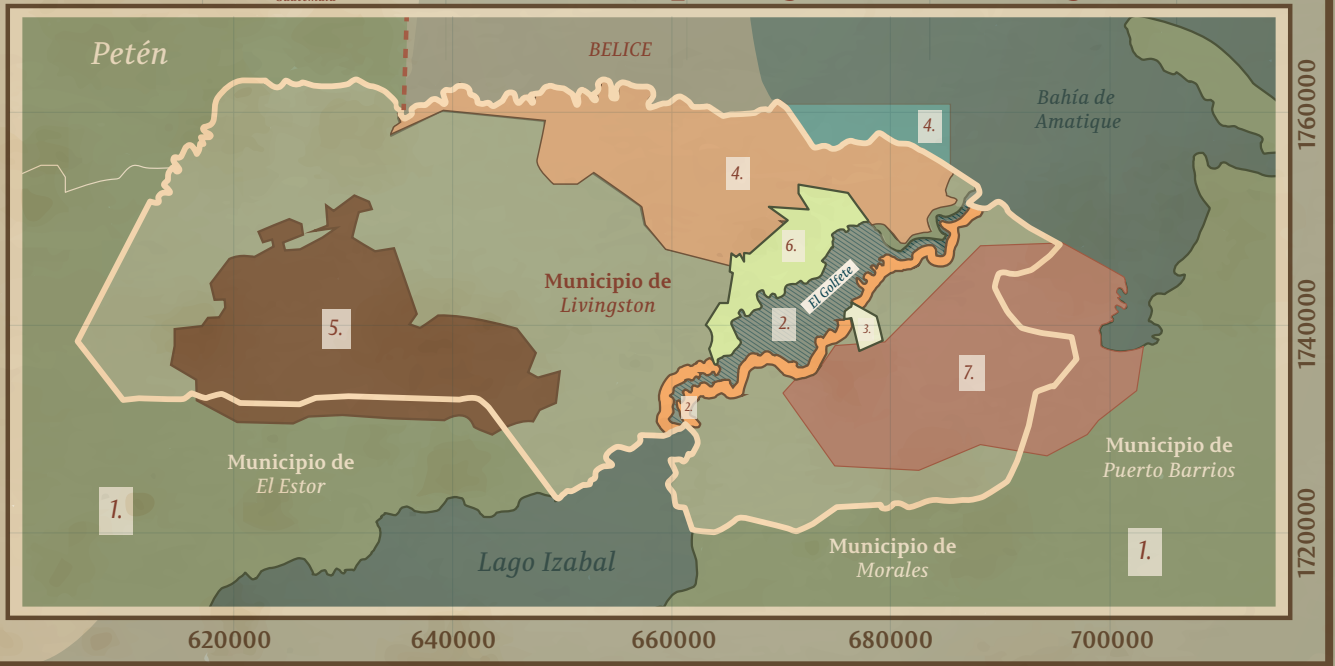 Petén
BELICE
Bahía de
Amatique
4.
4.
6.
El Golfete
Municipio de
Livingston
5.
2.
3.
7.
2.
Municipio de
El Estor
Municipio de
Puerto Barrios
1.
Lago Izabal
Municipio de
Morales
1.
1760000
1740000
1720000
620000
640000
660000
680000
700000